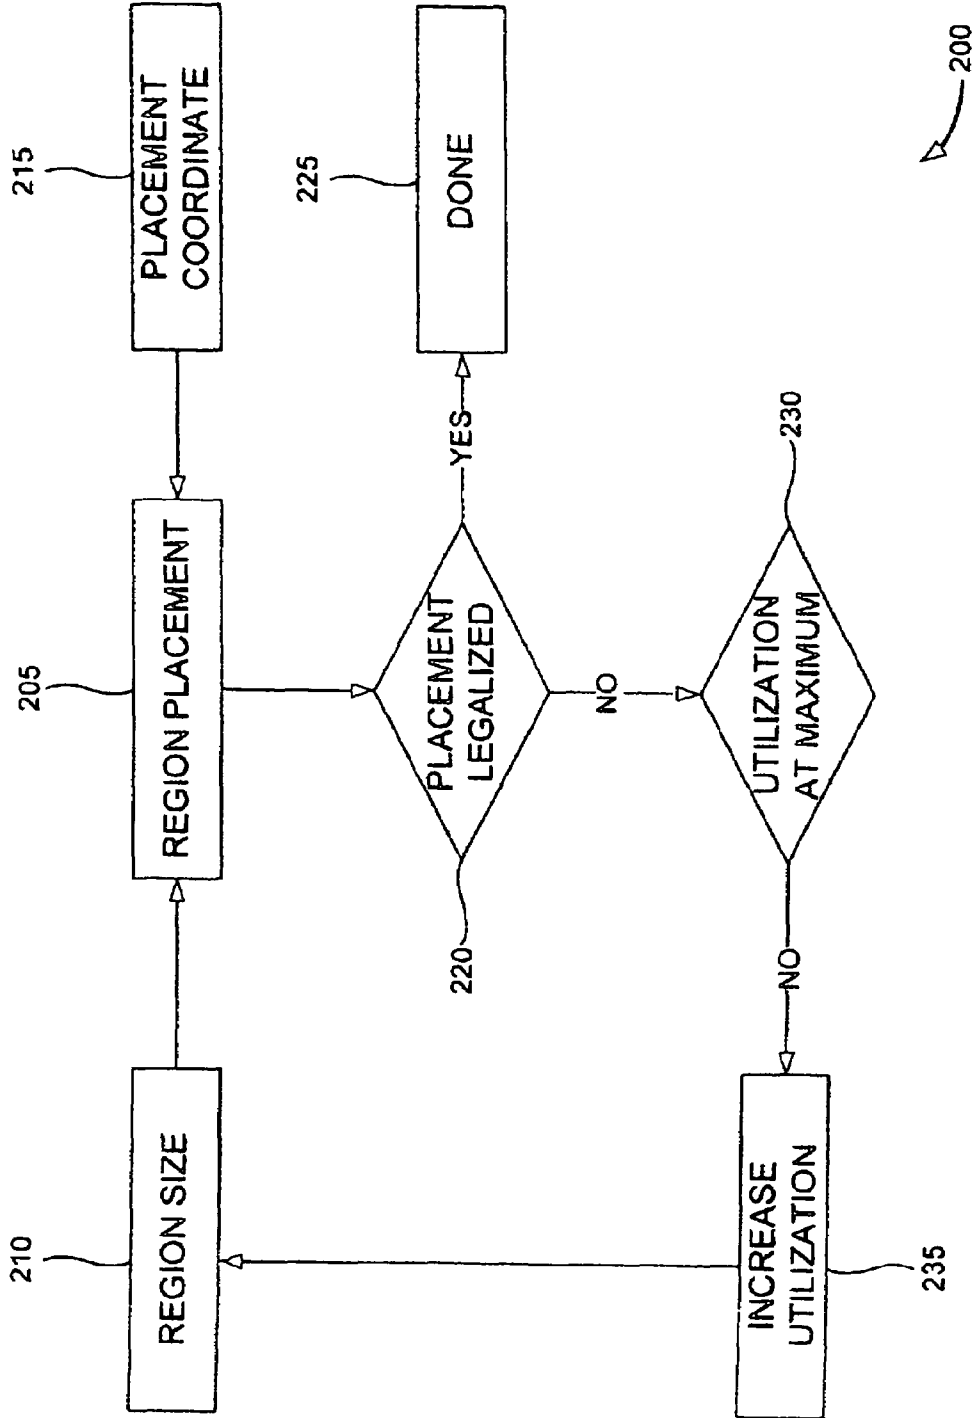 210
REGION SIZE
205
REGION PLACEMENT
215
PLACEMENT
COORDINATE
220
PLACEMENT
LEGALIZED
YES
225
DONE
NO
230
UTILIZATION
AT MAXIMUM
NO
INCREASE
UTILIZATION
235
200